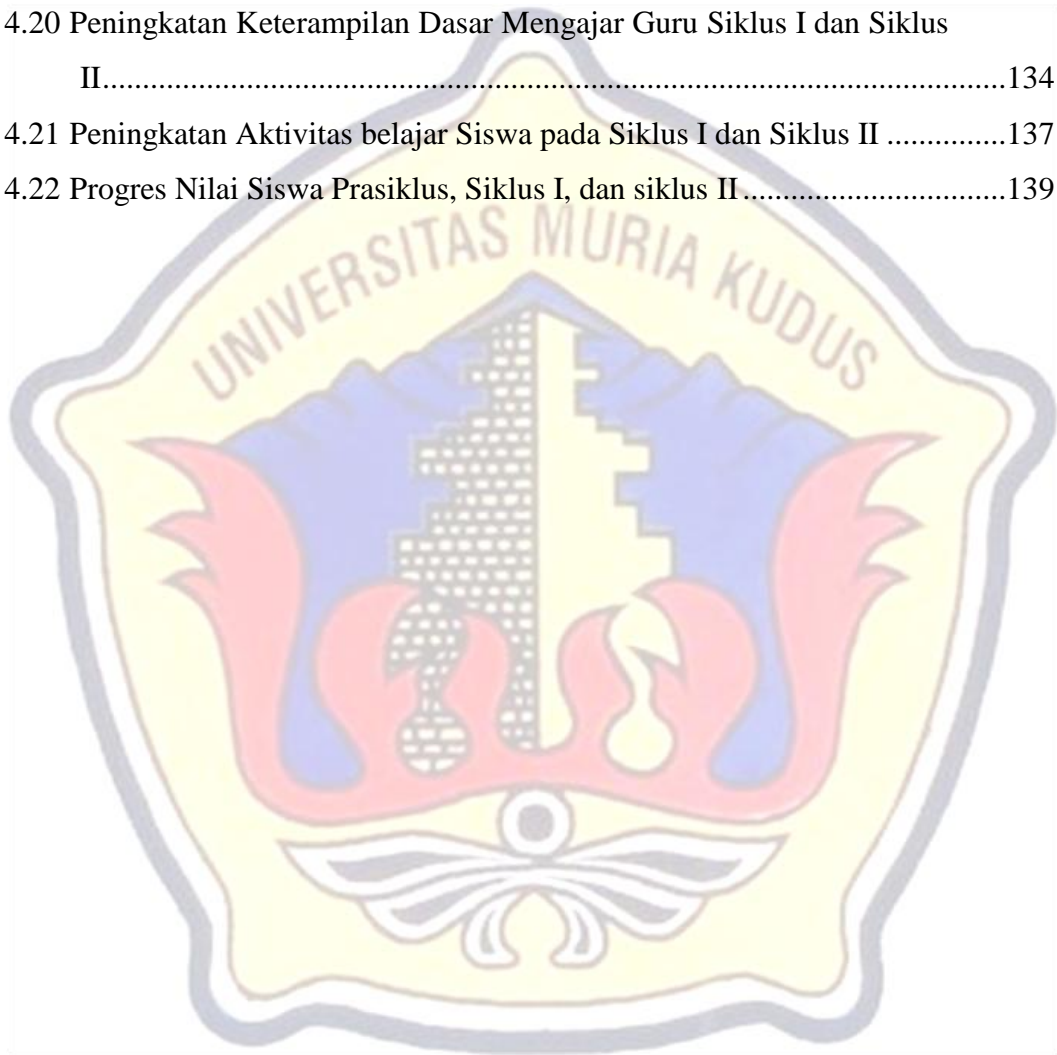 4.20 Peningkatan Keterampilan Dasar Mengajar Guru Siklus I dan Siklus
II...................................................................................................................134
4.21 Peningkatan Aktivitas belajar Siswa pada Siklus I dan Siklus II ...............137
4.22 Progres Nilai Siswa Prasiklus, Siklus I, dan siklus II.................................139
UNIVERSITAS MURIA KUDUS